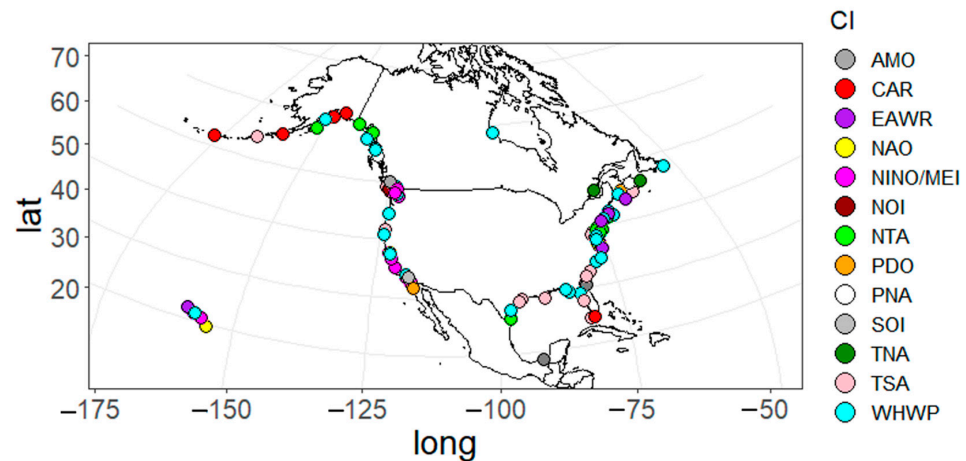 CI
AMO
CAR
EAWR
NAO
NINO/MEI
NOI
NTA
PDO
PNA
SOI
TNA
TSA
WHWP
lat
70
60
50
40
30
20
−175
−150
−125
−100
−75
−50
long